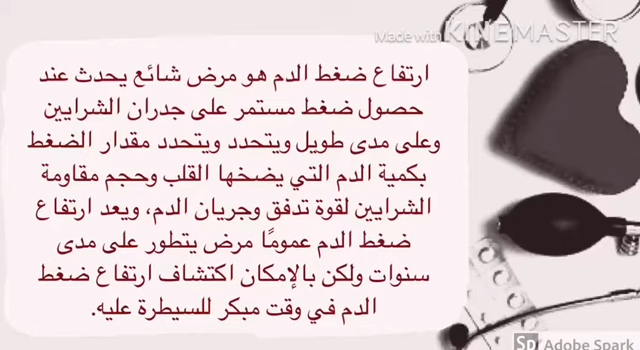 Made with KINEMASTER
ارتفاع ضغط الدم هو مرض شائع يحدث عند
حصول ضغط مستمر على جدران الشرايين
وعلى مدى طويل ويتحدد ويتحدد مقدار الضغط
بكمية الدم التي يضخها القلب وحجم مقاومة
الشرايين لقوة تدفق وجريان الدم، ويعد ارتفاع
ضغط الدم عمومًا مرض يتطور على مدى
سنوات ولكن بالإمكان اكتشاف ارتفاع ضغط
الدم في وقت مبكر للسيطرة عليه.
Sp Adobe Spark